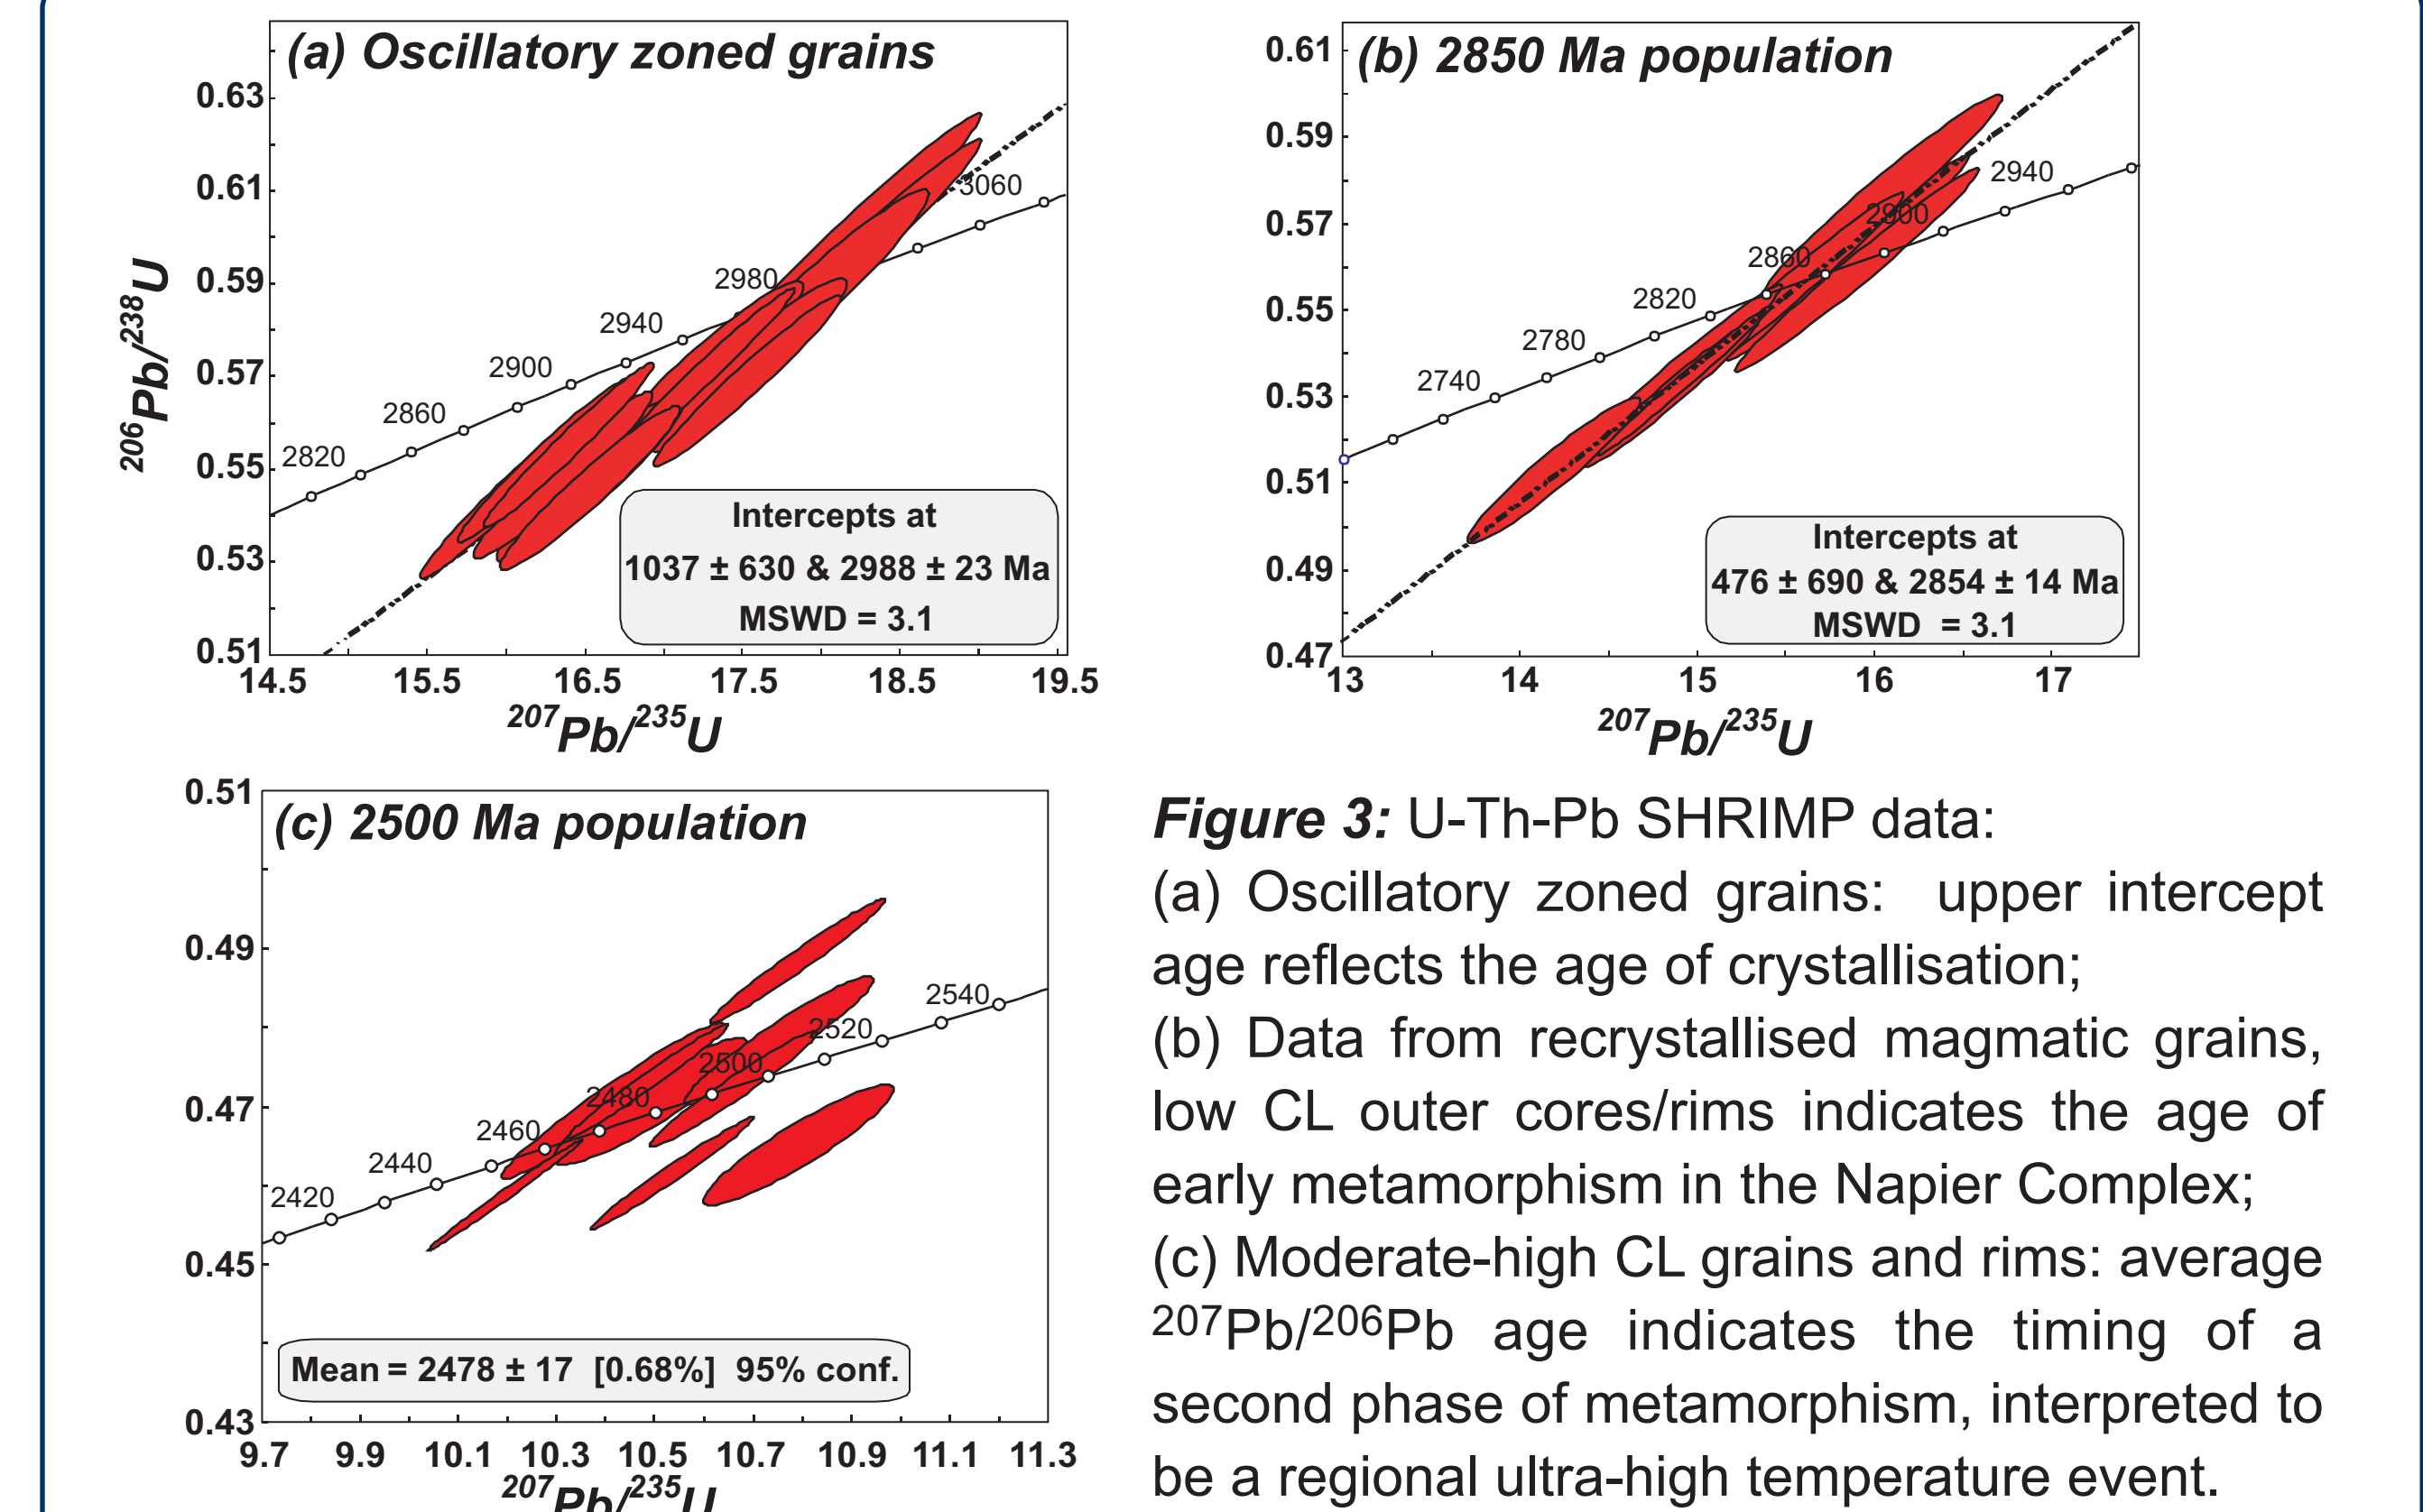 (a) Oscillatory zoned grains
0.63
0.61
0.59
0.57
0.55
0.53
0.51
206Pb/238U
2820
2860
2900
2940
2980
3060
Intercepts at
1037 ± 630 & 2988 ± 23 Ma
MSWD = 3.1
14.5 15.5 16.5 17.5 18.5 19.5
207Pb/235U
(b) 2850 Ma population
0.61
0.59
0.57
0.55
0.53
0.51
0.49
0.47
2740
2780
2820
2860
2900
2940
Intercepts at
476 ± 690 & 2854 ± 14 Ma
MSWD = 3.1
13 14 15 16 17
207Pb/235U
(c) 2500 Ma population
0.51
0.49
0.47
0.45
0.43
2420
2440
2460
2480
2500
2520
2540
Mean = 2478 ± 17 [0.68%] 95% conf.
9.7 9.9 10.1 10.3 10.5 10.7 10.9 11.1 11.3
207Pb/235U
Figure 3: U-Th-Pb SHRIMP data:
(a) Oscillatory zoned grains: upper intercept
age reflects the age of crystallisation;
(b) Data from recrystallised magmatic grains,
low CL outer cores/rims indicates the age of
early metamorphism in the Napier Complex;
(c) Moderate-high CL grains and rims: average
207Pb/206Pb age indicates the timing of a
second phase of metamorphism, interpreted to
be a regional ultra-high temperature event.